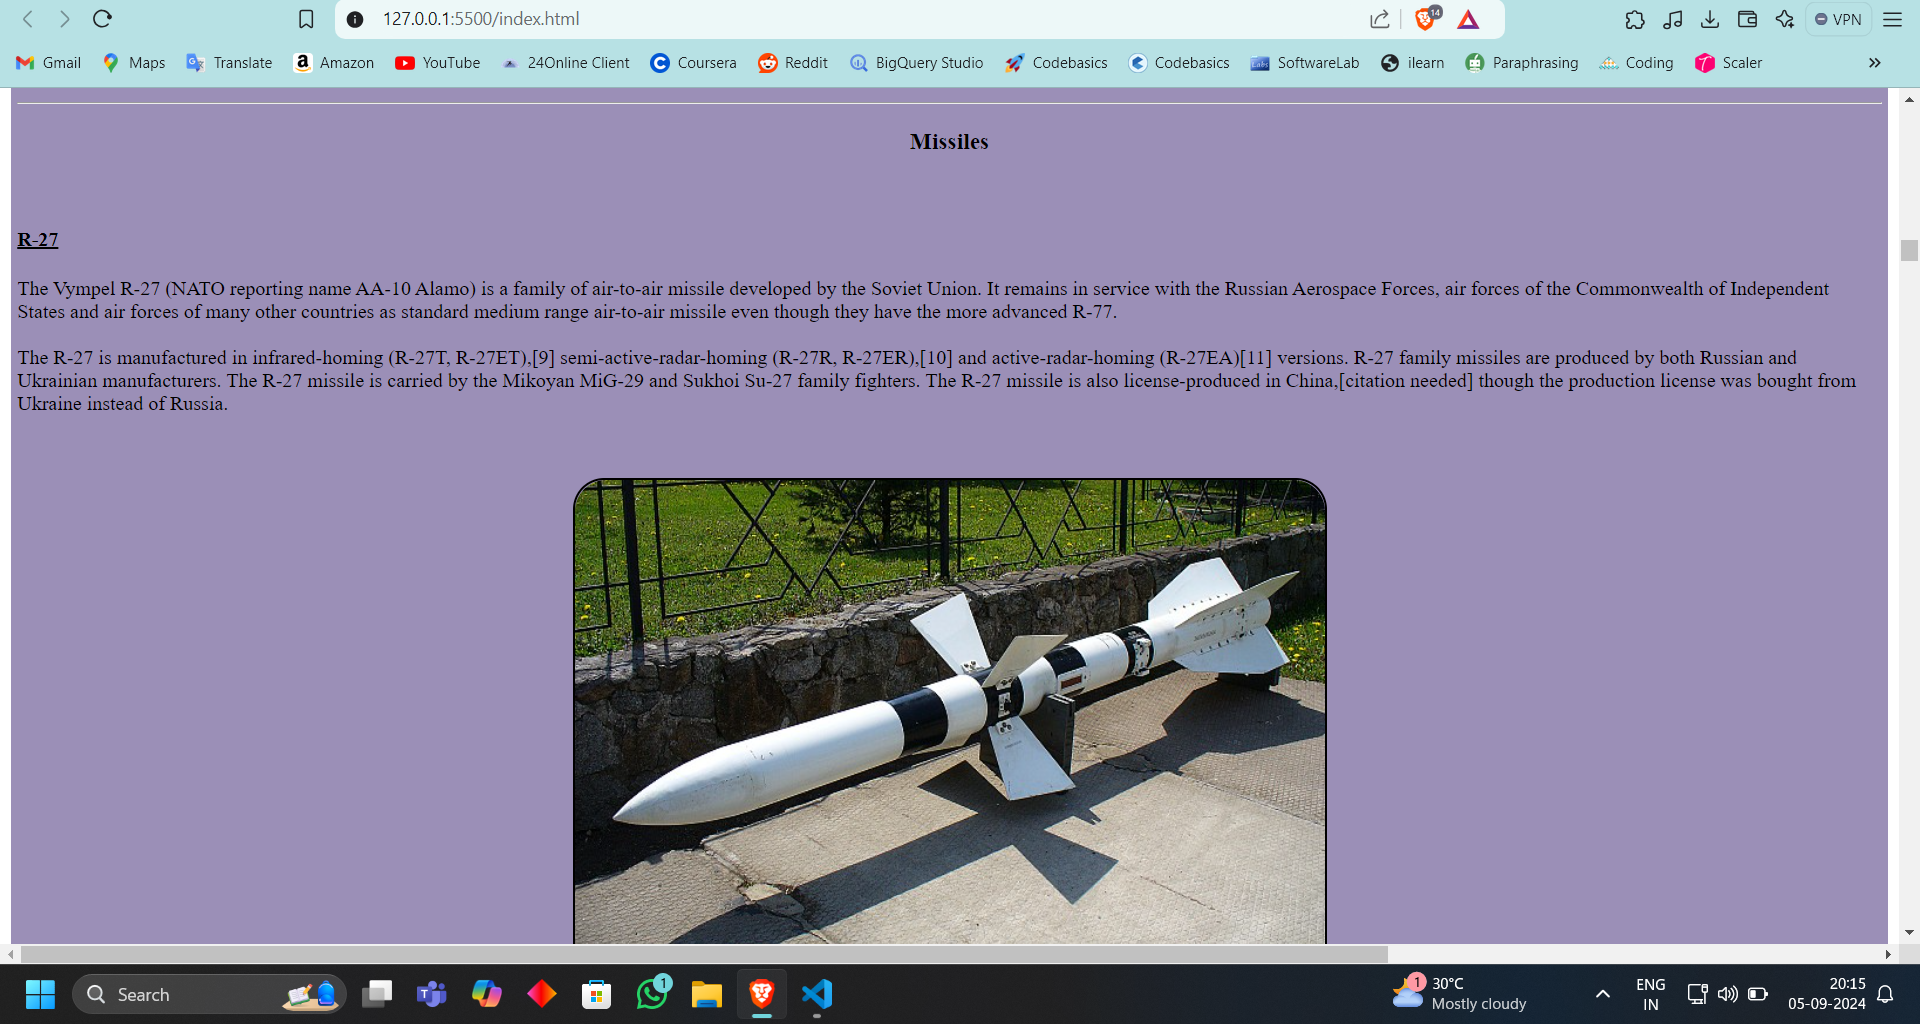 127.0.0.1:5500/index.html
14
VPN
Gmail
Maps
Translate
Amazon
YouTube
24Online Client
Coursera
Reddit
BigQuery Studio
Codebasics
Codebasics
SoftwareLab
ilearn
Paraphrasing
Coding
Scaler
»
Missiles
R-27
The Vympel R-27 (NATO reporting name AA-10 Alamo) is a family of air-to-air missile developed by the Soviet Union. It remains in service with the Russian Aerospace Forces, air forces of the Commonwealth of Independent
States and air forces of many other countries as standard medium range air-to-air missile even though they have the more advanced R-77.
The R-27 is manufactured in infrared-homing (R-27T, R-27ET),[9] semi-active-radar-homing (R-27R, R-27ER),[10] and active-radar-homing (R-27EA)[11] versions. R-27 family missiles are produced by both Russian and
Ukrainian manufacturers. The R-27 missile is carried by the Mikoyan MiG-29 and Sukhoi Su-27 family fighters. The R-27 missile is also license-produced in China,[citation needed] though the production license was bought from
Ukraine instead of Russia.
Search
1
1
30°C
Mostly cloudy
ENG
IN
20:15
05-09-2024